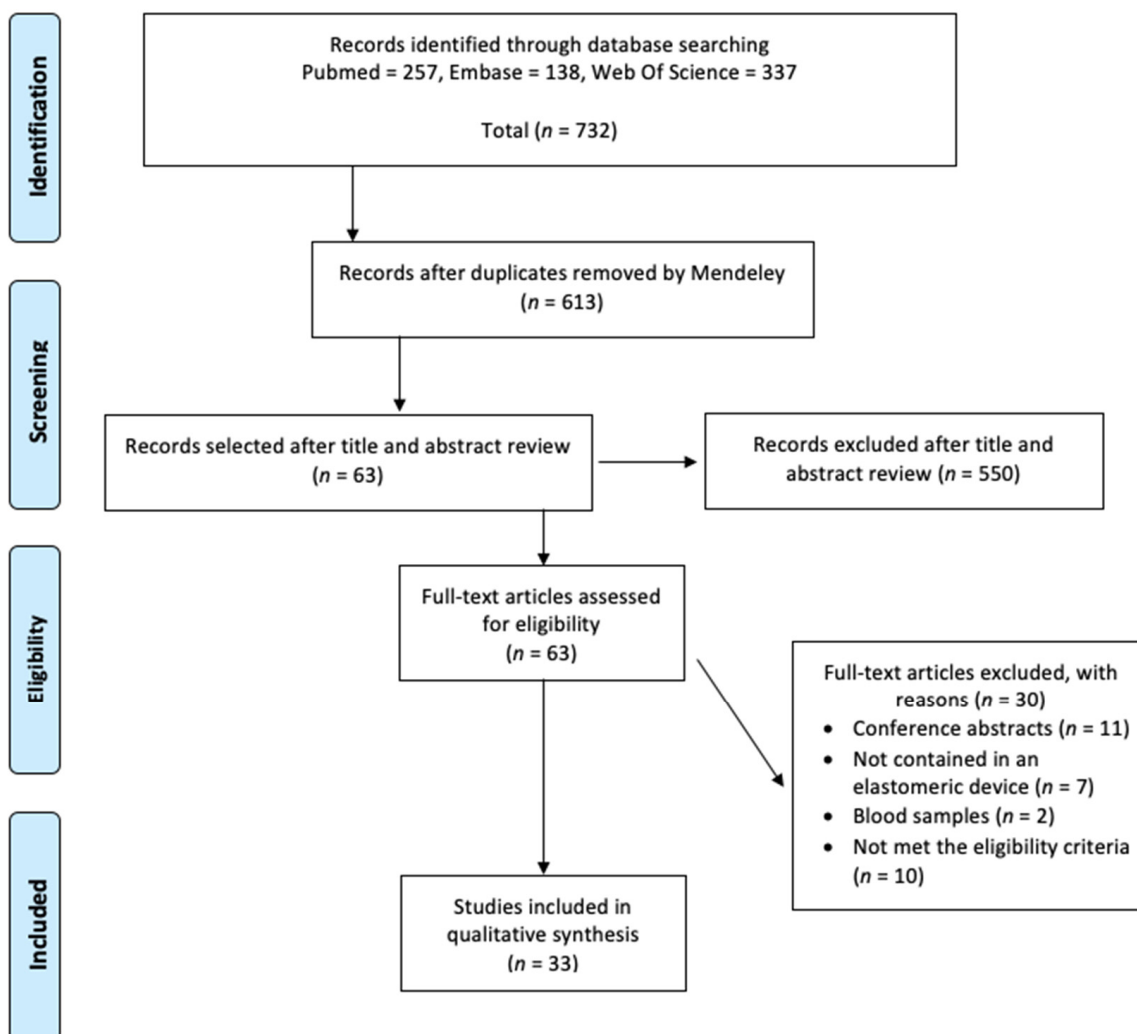 Identification
Records identified through database searching
Pubmed = 257, Embase = 138, Web Of Science = 337
Total (n = 732)
Records after duplicates removed by Mendeley
(n = 613)
Screening
Records selected after title and abstract review
(n = 63)
Records excluded after title and
abstract review (n = 550)
Eligibility
Full-text articles assessed
for eligibility
(n = 63)
Full-text articles excluded, with
reasons (n = 30)
• Conference abstracts (n = 11)
• Not contained in an
elastomeric device (n = 7)
• Blood samples (n = 2)
• Not met the eligibility criteria
(n = 10)
Included
Studies included in
qualitative synthesis
(n = 33)